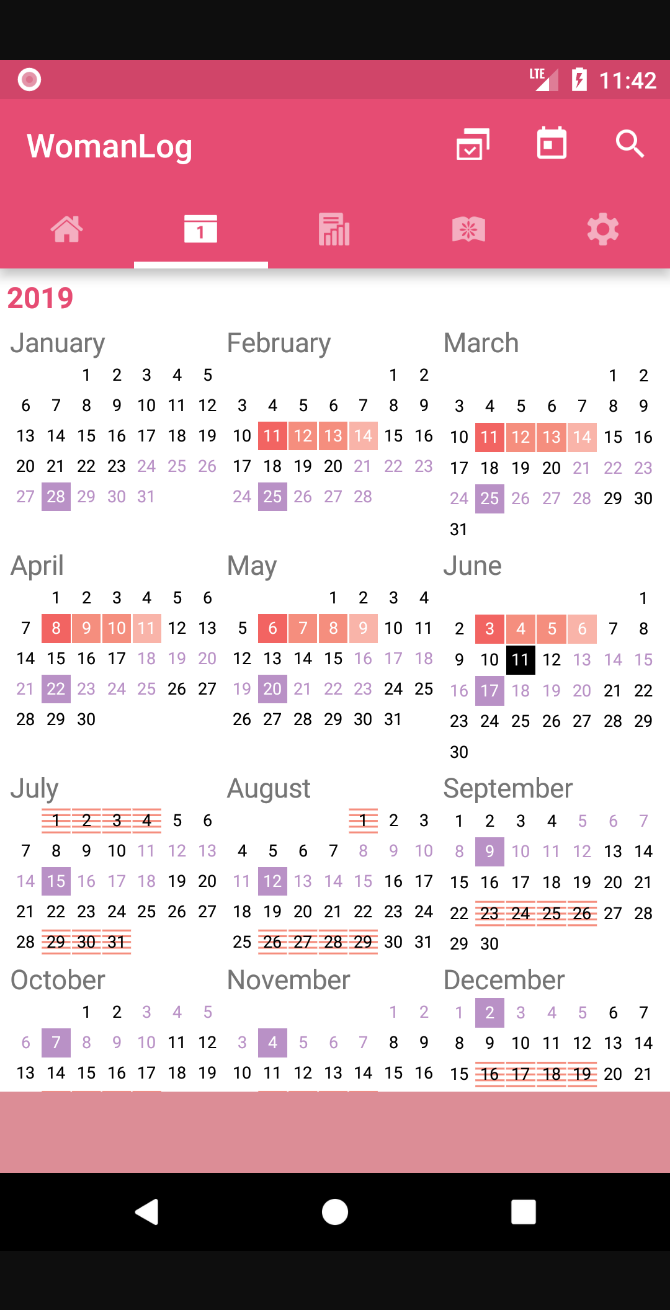 LTE 11:42
WomanLog
1
2019
January February March
1 2 3 4 5 1 2 1 2
6 7 8 9 10 11 12 3 4 5 6 7 8 9 3 4 5 6 7 8 9
13 14 15 16 17 18 19 10 11 12 13 14 15 16 10 11 12 13 14 15 16
20 21 22 23 24 25 26 17 18 19 20 21 22 23 17 18 19 20 21 22 23
27 28 29 30 31 24 25 26 27 28 24 25 26 27 28 29 30
31
April May June
1 2 3 4 5 6 1 2 3 4 1
7 8 9 10 11 12 13 5 6 7 8 9 10 11 2 3 4 5 6 7 8
14 15 16 17 18 19 20 12 13 14 15 16 17 18 9 10 11 12 13 14 15
21 22 23 24 25 26 27 19 20 21 22 23 24 25 16 17 18 19 20 21 22
28 29 30 26 27 28 29 30 31 23 24 25 26 27 28 29
30
July August September
1 2 3 4 5 6 1 2 3 1 2 3 4 5 6 7
7 8 9 10 11 12 13 4 5 6 7 8 9 10 8 9 10 11 12 13 14
14 15 16 17 18 19 20 11 12 13 14 15 16 17 15 16 17 18 19 20 21
21 22 23 24 25 26 27 18 19 20 21 22 23 24 22 23 24 25 26 27 28
28 29 30 31 25 26 27 28 29 30 31 29 30
October November December
1 2 3 4 5 1 2 1 2 3 4 5 6 7
6 7 8 9 10 11 12 3 4 5 6 7 8 9 8 9 10 11 12 13 14
13 14 15 16 17 18 19 10 11 12 13 14 15 16 15 16 17 18 19 20 21